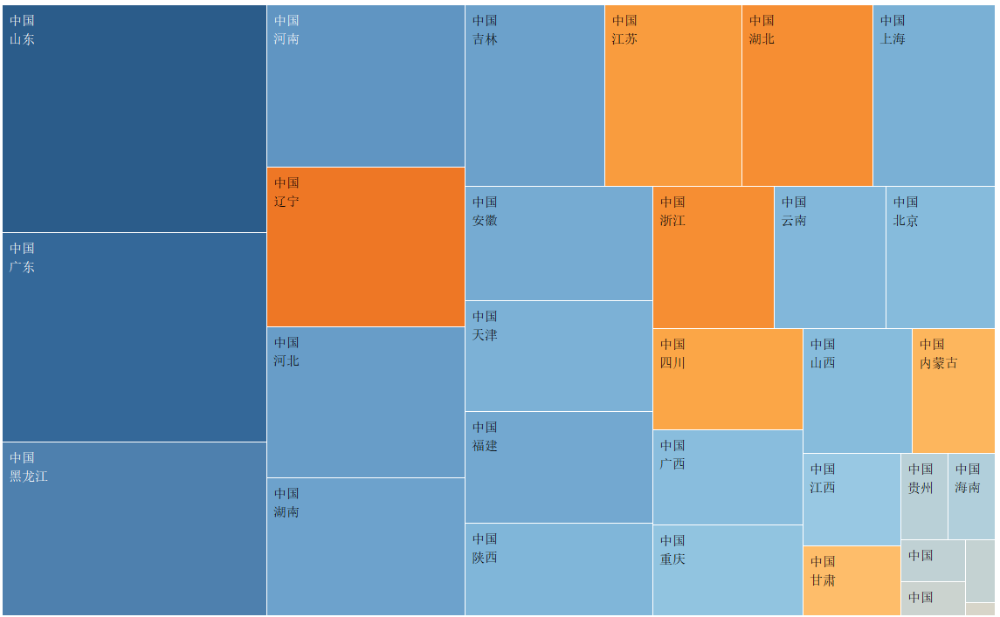 中国
山东
中国
广东
中国
黑龙江
中国
河南
中国
辽宁
中国
河北
中国
湖南
中国
吉林
中国
江苏
中国
湖北
中国
上海
中国
安徽
中国
天津
中国
福建
中国
陕西
中国
浙江
中国
云南
中国
北京
中国
四川
中国
广西
中国
重庆
中国
山西
中国
内蒙古
中国
江西
中国
甘肃
中国
贵州
中国
海南
中国
中国